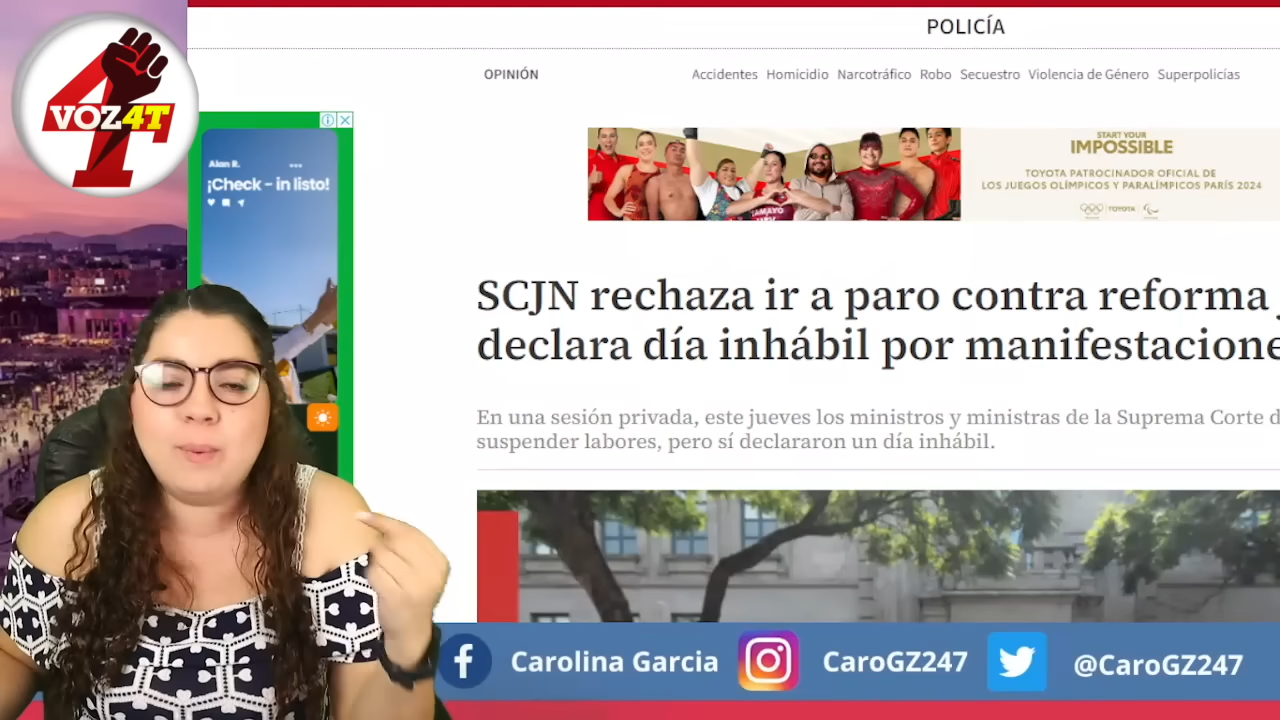 VOZ4T
POLICÍA
OPINIÓN
Accidentes Homicidio Narcotráfico Robo Secuestro Violencia de Género Superpolicías
Alan R.
¡Check - in listo!
START YOUR
IMPOSSIBLE
TOYOTA PATROCINADOR OFICIAL DE
LOS JUEGOS OLÍMPICOS Y PARALÍMPICOS PARÍS 2024
TOYOTA
TAMAYO
SCJN rechaza ir a paro contra reforma
declara día inhábil por manifestacione
En una sesión privada, este jueves los ministros y ministras de la Suprema Corte d
suspender labores, pero sí declararon un día inhábil.
Carolina Garcia
CaroGZ247
@CaroGZ247